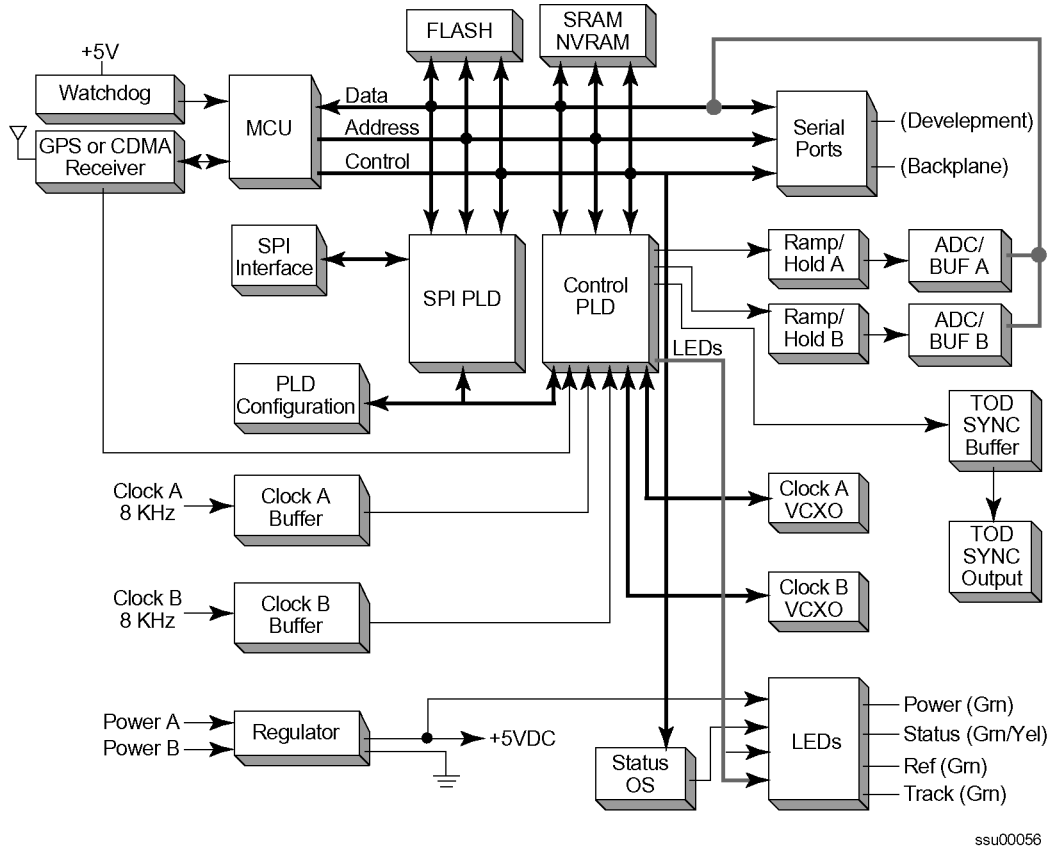 FLASH
SRAM
NVRAM
+5V
Watchdog
MCU
Data
Address
Control
Serial
Ports
(Develepment)
(Backplane)
GPS or CDMA
Receiver
SPI
Interface
SPI PLD
Control
PLD
Ramp/
Hold A
ADC/
BUF A
Ramp/
Hold B
ADC/
BUF B
LEDs
PLD
Configuration
TOD
SYNC
Buffer
Clock A
8 KHz
Clock A
Buffer
Clock A
VCXO
TOD
SYNC
Output
Clock B
8 KHz
Clock B
Buffer
Clock B
VCXO
Power A
Power B
Regulator
+5VDC
Status
OS
LEDs
Power (Grn)
Status (Grn/Yel)
Ref (Grn)
Track (Grn)
ssu00056